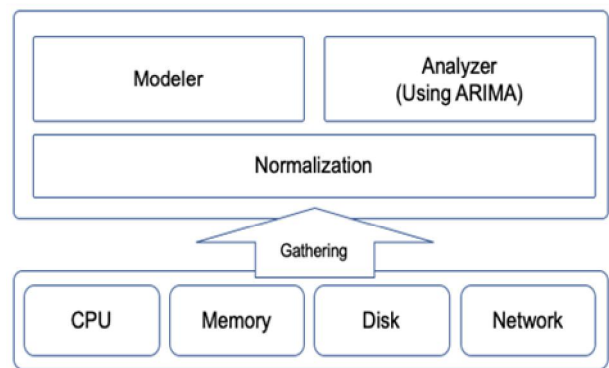 Modeler
Analyzer
(Using ARIMA)
Normalization
Gathering
CPU
Memory
Disk
Network